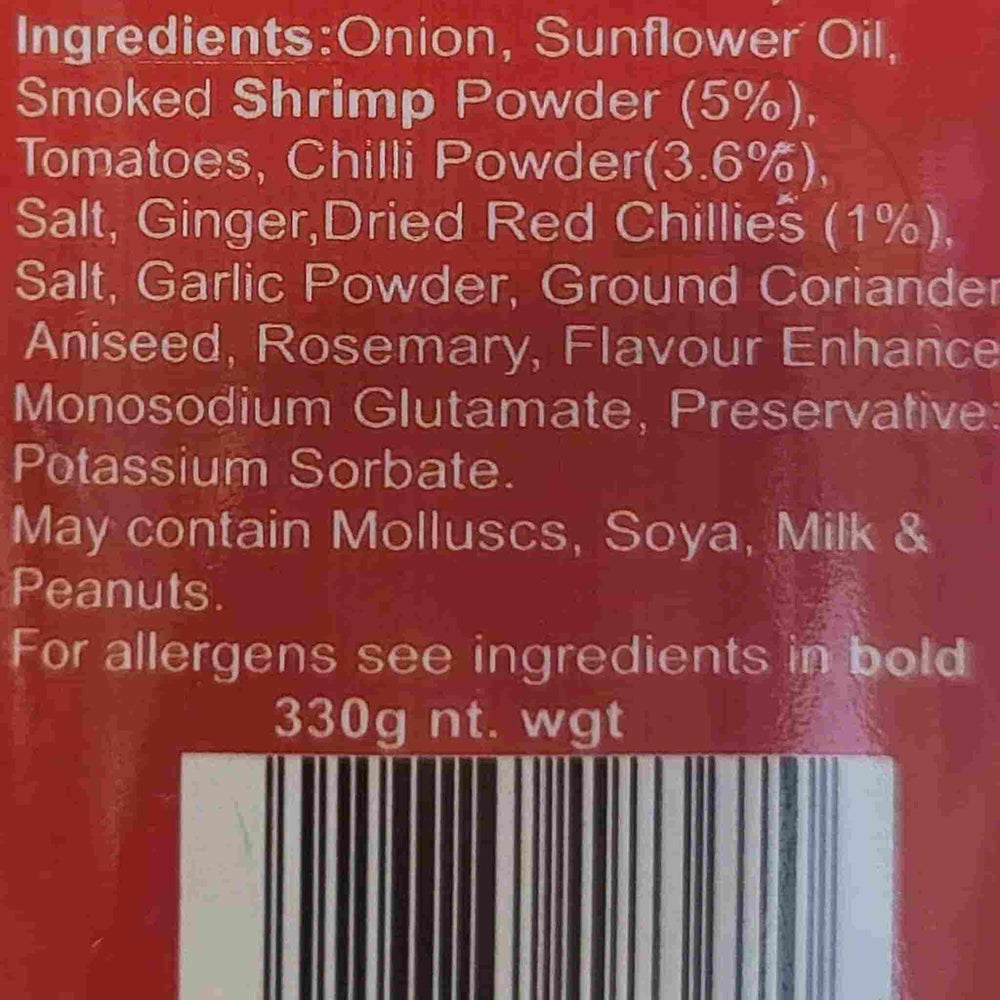 Ingredients:Onion, Sunflower Oil,
Smoked Shrimp Powder (5%),
Tomatoes, Chilli Powder(3.6%),
Salt, Ginger,Dried Red Chillies (1%),
Salt, Garlic Powder, Ground Coriander
Aniseed, Rosemary, Flavour Enhance
Monosodium Glutamate, Preservative:
Potassium Sorbate.
May contain Molluscs, Soya, Milk &
Peanuts.
For allergens see ingredients in bold
330g nt. wgt